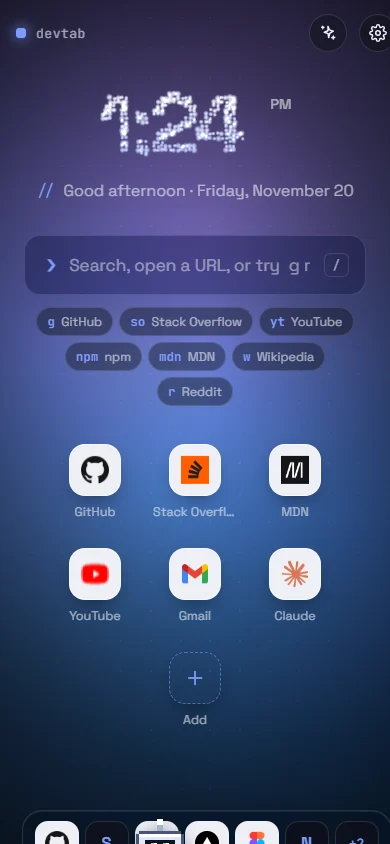 devtab
1:24 PM
// Good afternoon · Friday, November 20
❯ Search, open a URL, or try g r /
g GitHub so Stack Overflow yt YouTube
npm npm mdn MDN w Wikipedia
r Reddit
GitHub Stack Overfl... MDN
YouTube Gmail Claude
+
Add
S N +2